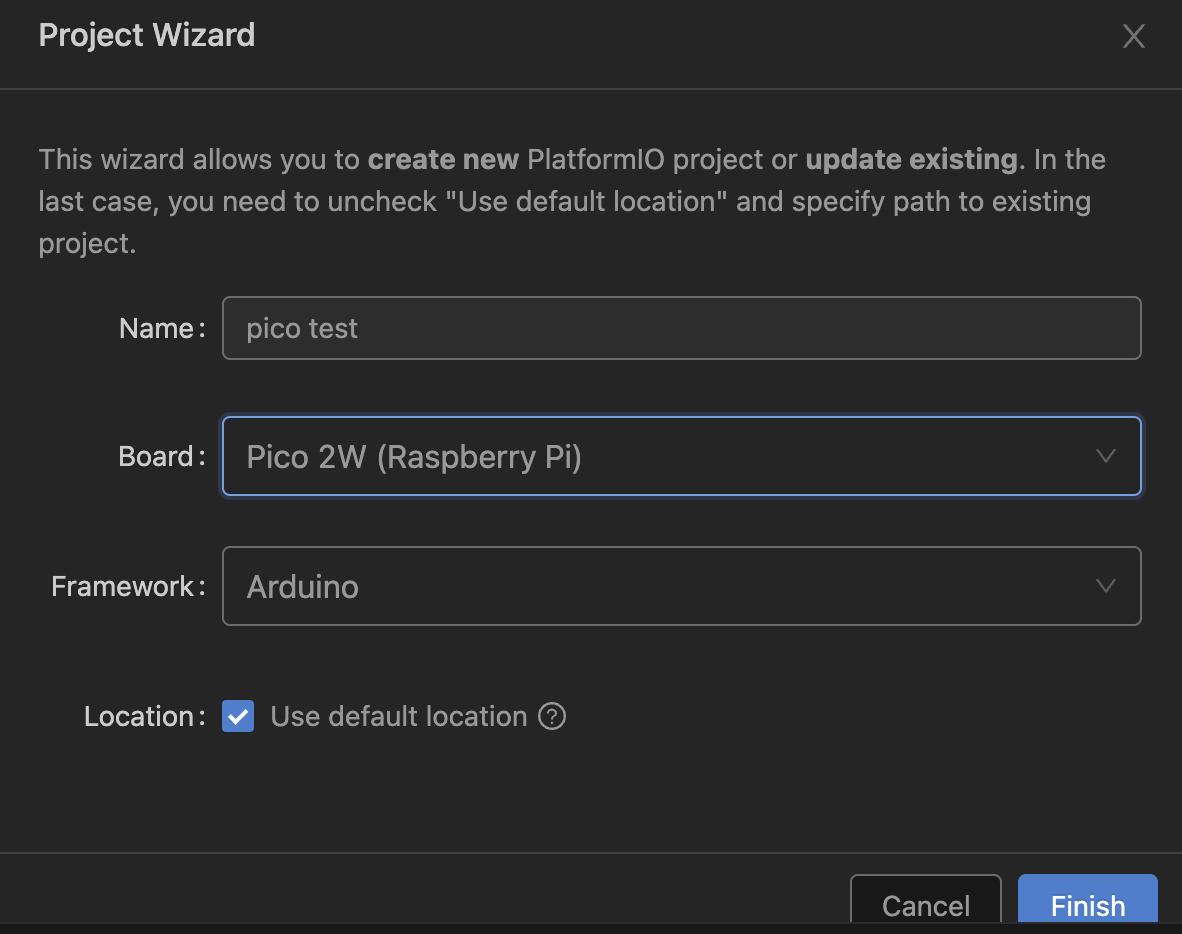 Project Wizard
This wizard allows you to create new PlatformIO project or update existing. In the
last case, you need to uncheck "Use default location" and specify path to existing
project.
Name: pico test
Board: Pico 2W (Raspberry Pi)
Framework: Arduino
Location: Use default location
Cancel Finish